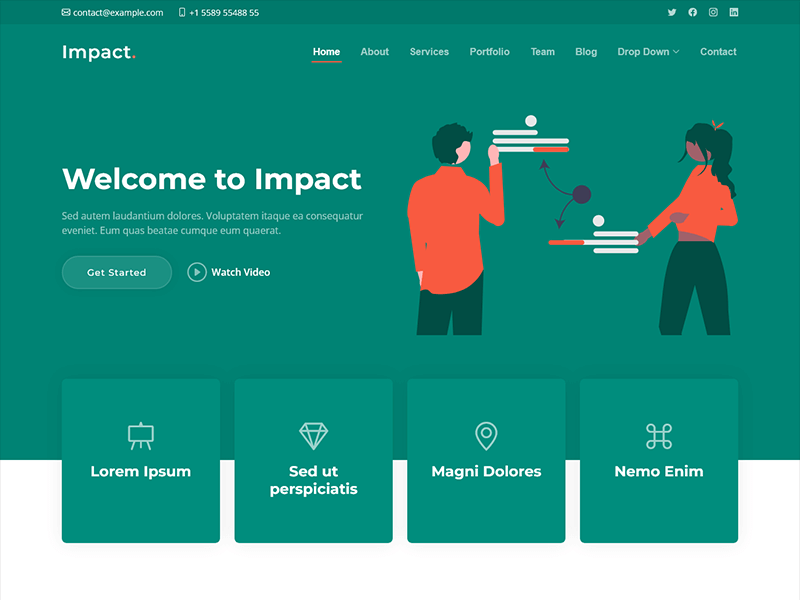 contact@example.com +1 5589 55488 55
Impact.
Home About Services Portfolio Team Blog Drop Down Contact
Welcome to Impact
Sed autem laudantium dolores. Voluptatem itaque ea consequatur
eveniet. Eum quas beatae cumque eum quaerat.
Get Started Watch Video
Lorem Ipsum
Sed ut
perspiciatis
Magni Dolores
Nemo Enim